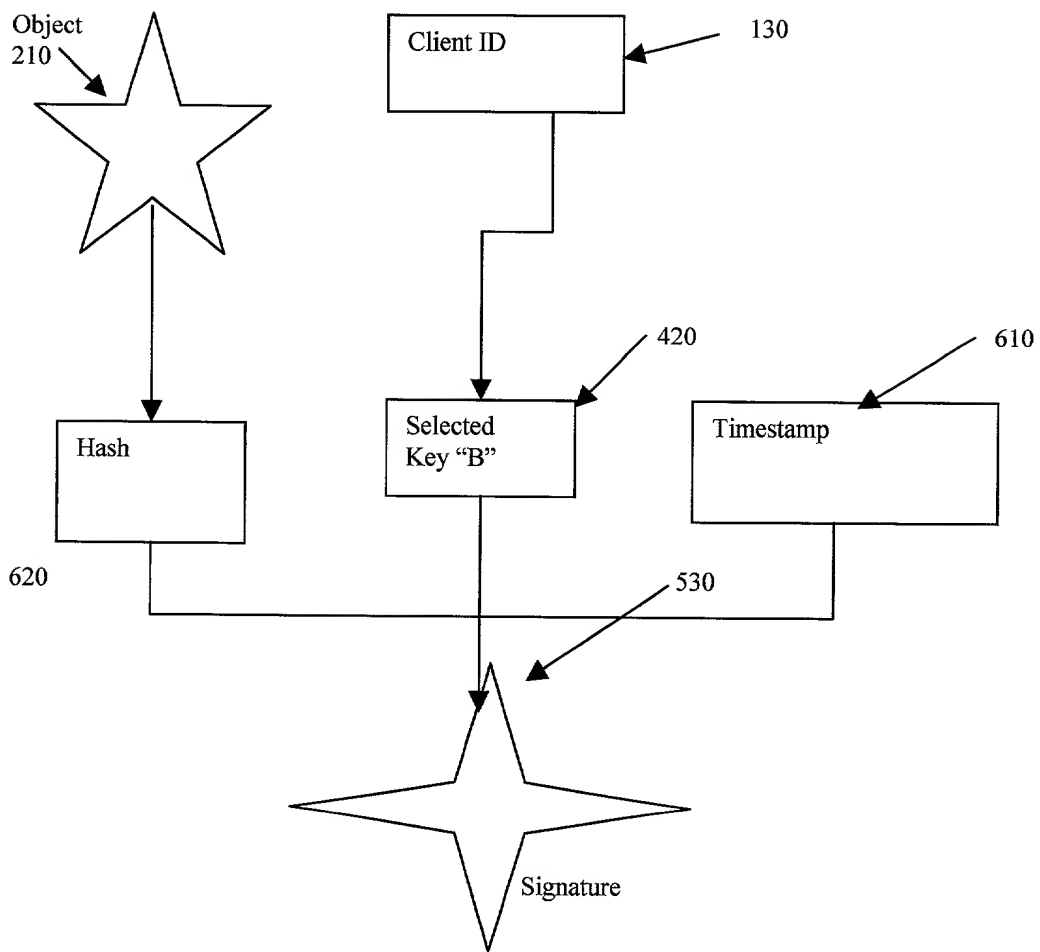 Object
210
Client ID
130
420
610
Hash
Selected
Key “B”
Timestamp
620
530
Signature